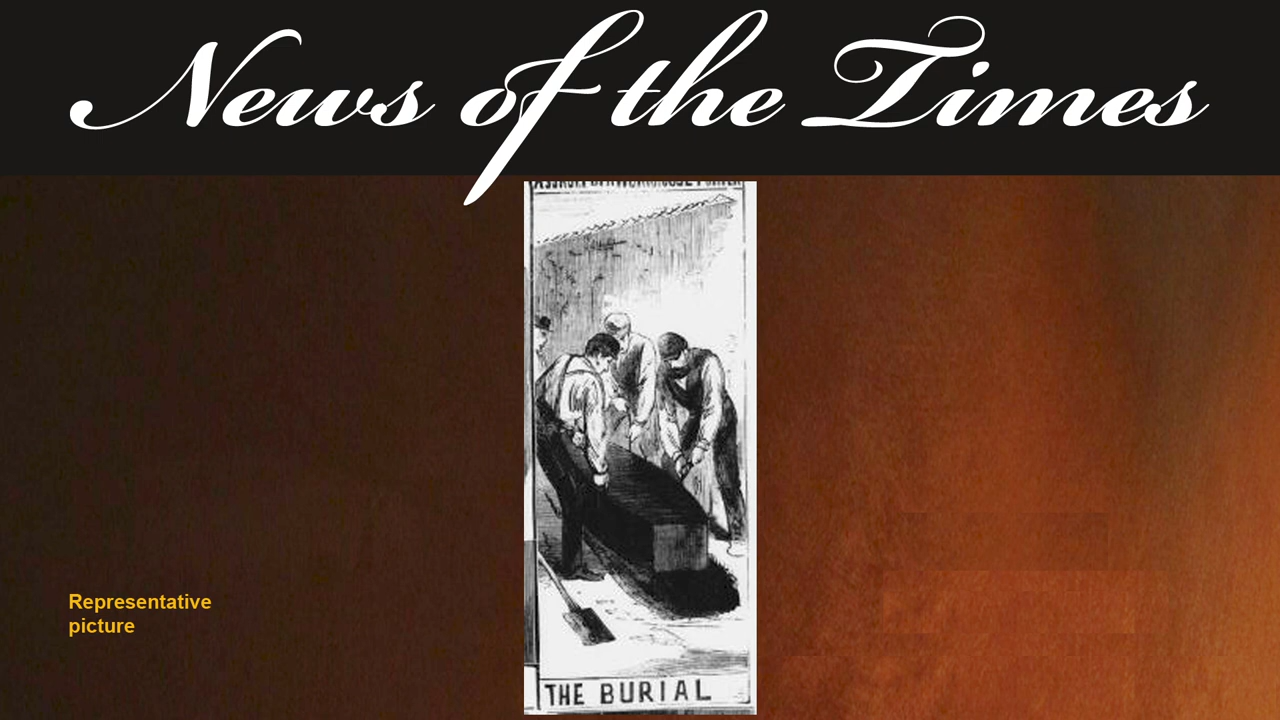 News of the Times
Representative
picture
THE BURIAL